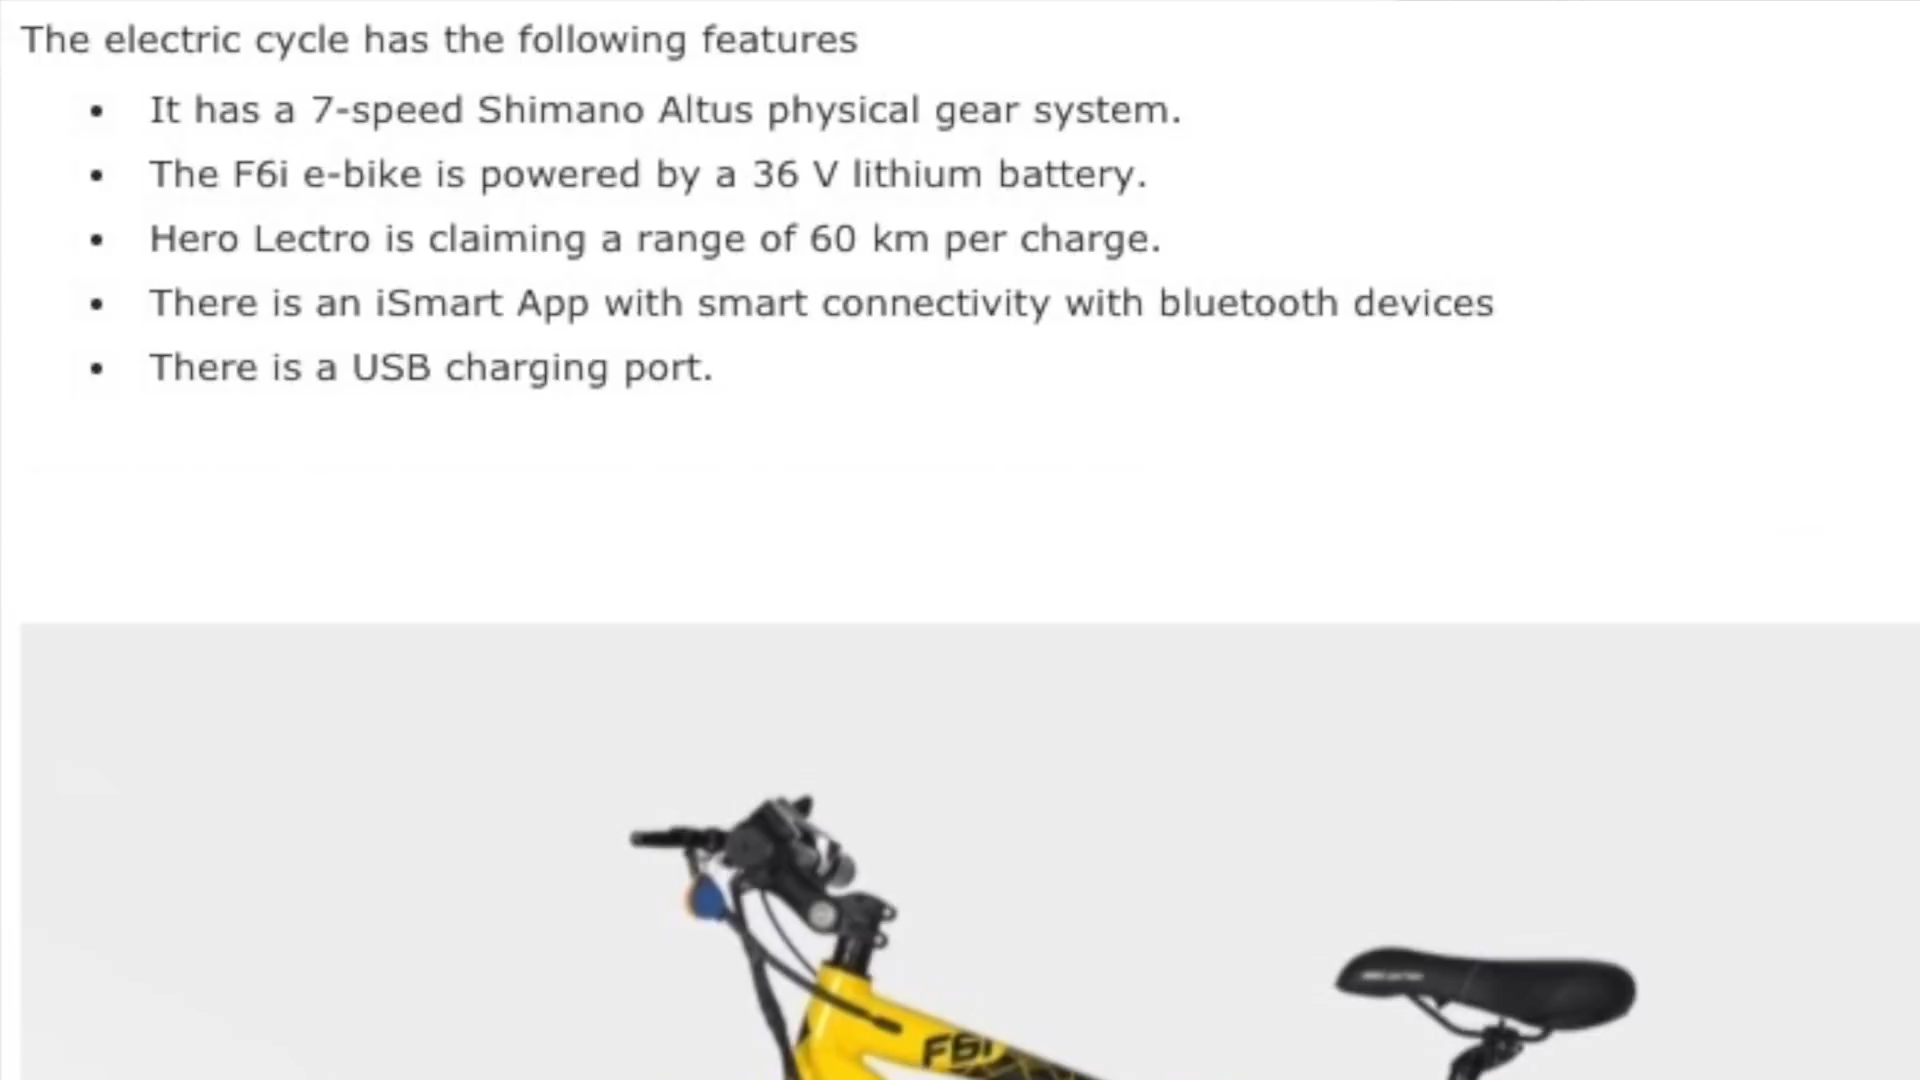 The electric cycle has the following features
• It has a 7-speed Shimano Altus physical gear system.
• The F6i e-bike is powered by a 36 V lithium battery.
• Hero Lectro is claiming a range of 60 km per charge.
• There is an iSmart App with smart connectivity with bluetooth devices
• There is a USB charging port.
F6i